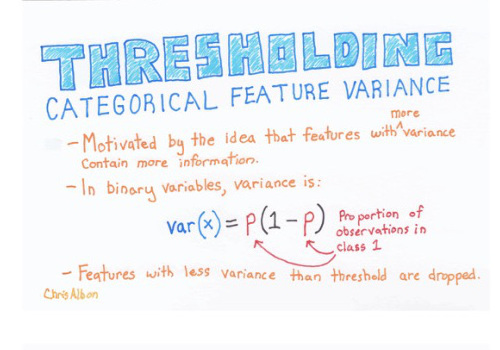 THRESHOLDING
CATEGORICAL FEATURE VARIANCE
- Motivated by the idea that features with more variance
Contain more information.
- In binary variables, variance is:
var(x) = p(1 - p)
Proportion of
observations in
class 1
- Features with less variance than threshold are dropped.
Chris Albon